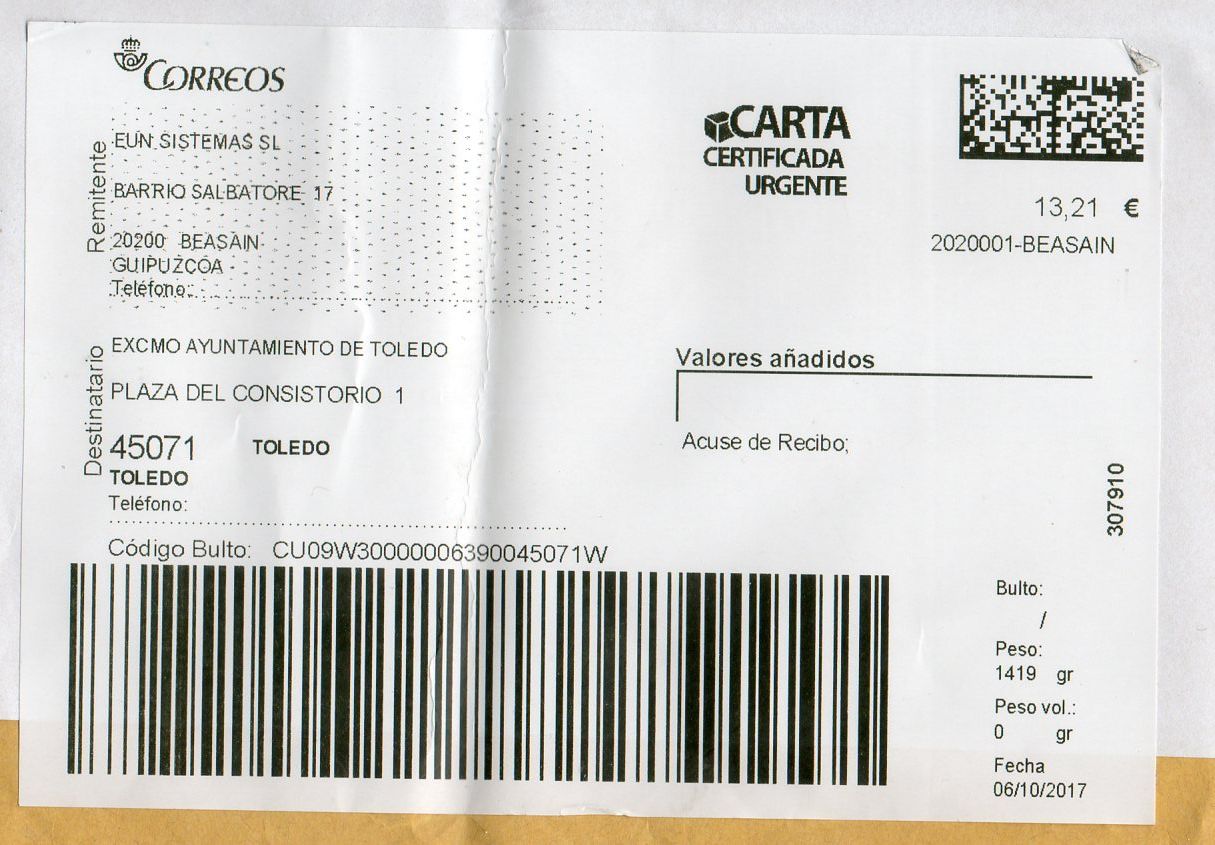 CORREOS
Remitente
EUN SISTEMAS SL
BARRIO SALBATORE 17
20200 BEASAIN
GUIPUZCOA
Teléfono:
CARTA
CERTIFICADA
URGENTE
13,21 €
2020001-BEASAIN
Destinatario
EXCMO AYUNTAMIENTO DE TOLEDO
PLAZA DEL CONSISTORIO 1
45071 TOLEDO
TOLEDO
Teléfono:
Valores añadidos
Acuse de Recibo;
307910
Código Bulto: CU09W30000006390045071W
Bulto:
/
Peso:
1419 gr
Peso vol.:
0 gr
Fecha
06/10/2017